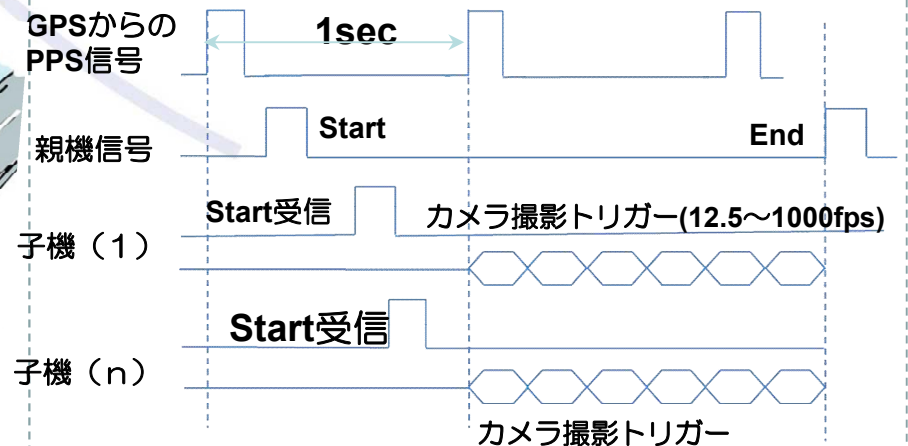 GPSからの
PPS信号
1sec
親機信号
Start
End
Start受信
カメラ撮影トリガー(12.5～1000fps)
子機（１）
Start受信
子機（ｎ）
カメラ撮影トリガー